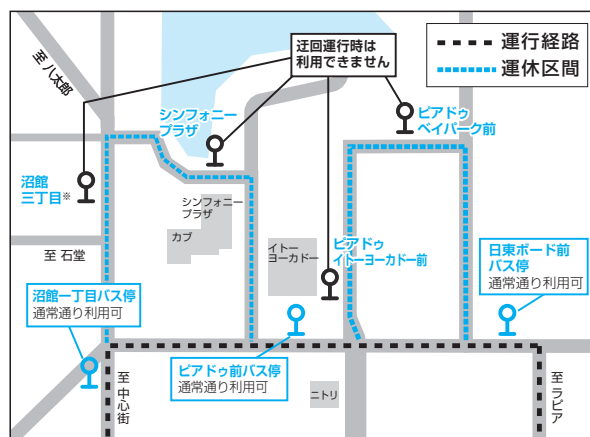 運行経路
運休区間
迂回運行時は
利用できません
至 八太郎
シンフォニー
プラザ
ピアドゥ
ベイパーク前
沼館
三丁目※
シンフォニー
プラザ
カブ
至 石堂
イトー
ヨーカドー
ピアドゥ
イトーヨーカドー前
日東ボード前
バス停
通常通り利用可
沼館一丁目バス停
通常通り利用可
ピアドゥ前バス停
通常通り利用可
至 中心街
ニトリ
至 ラピア